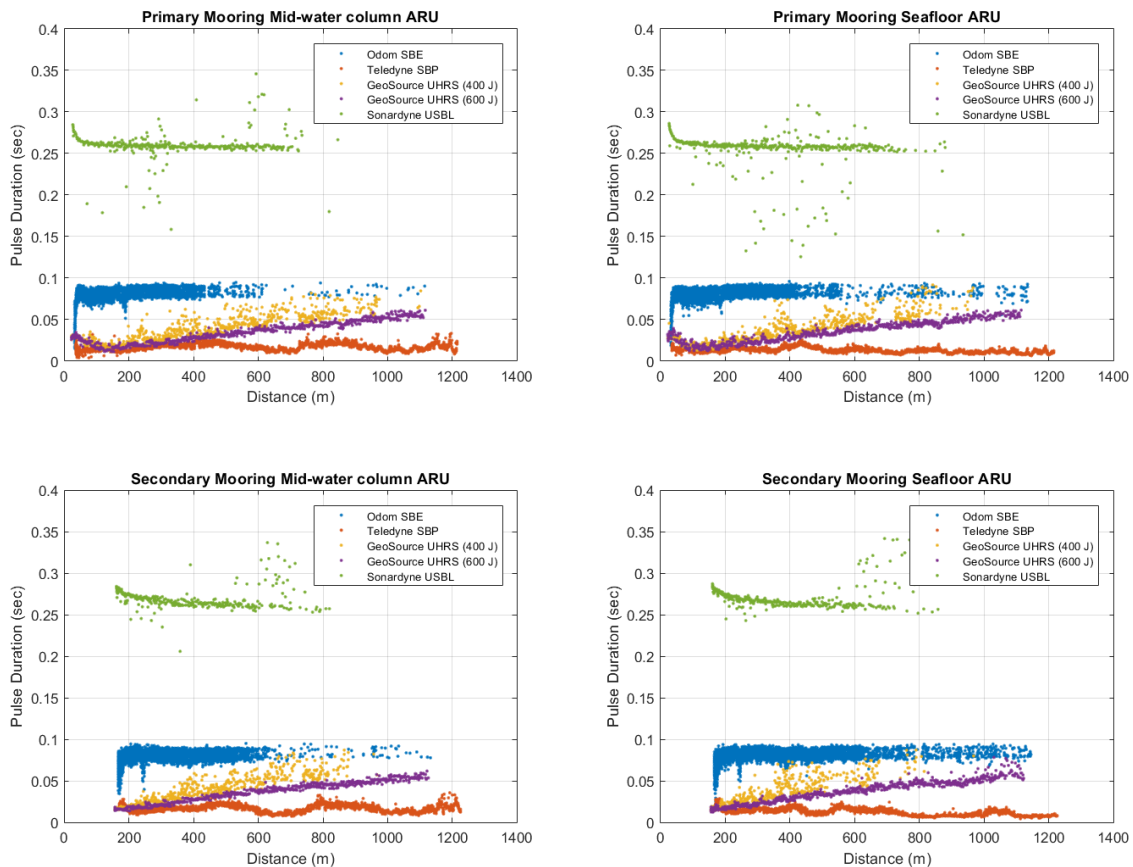 Primary Mooring Mid-water column ARU
Pulse Duration (sec)
0.4
0.35
0.3
0.25
0.2
0.15
0.1
0.05
0
Odom SBE
Teledyne SBP
GeoSource UHRS (400 J)
GeoSource UHRS (600 J)
Sonardyne USBL
0 200 400 600 800 1000 1200 1400
Distance (m)
Primary Mooring Seafloor ARU
Pulse Duration (sec)
0.4
0.35
0.3
0.25
0.2
0.15
0.1
0.05
0
Odom SBE
Teledyne SBP
GeoSource UHRS (400 J)
GeoSource UHRS (600 J)
Sonardyne USBL
0 200 400 600 800 1000 1200 1400
Distance (m)
Secondary Mooring Mid-water column ARU
Pulse Duration (sec)
0.4
0.35
0.3
0.25
0.2
0.15
0.1
0.05
0
Odom SBE
Teledyne SBP
GeoSource UHRS (400 J)
GeoSource UHRS (600 J)
Sonardyne USBL
0 200 400 600 800 1000 1200 1400
Distance (m)
Secondary Mooring Seafloor ARU
Pulse Duration (sec)
0.4
0.35
0.3
0.25
0.2
0.15
0.1
0.05
0
Odom SBE
Teledyne SBP
GeoSource UHRS (400 J)
GeoSource UHRS (600 J)
Sonardyne USBL
0 200 400 600 800 1000 1200 1400
Distance (m)